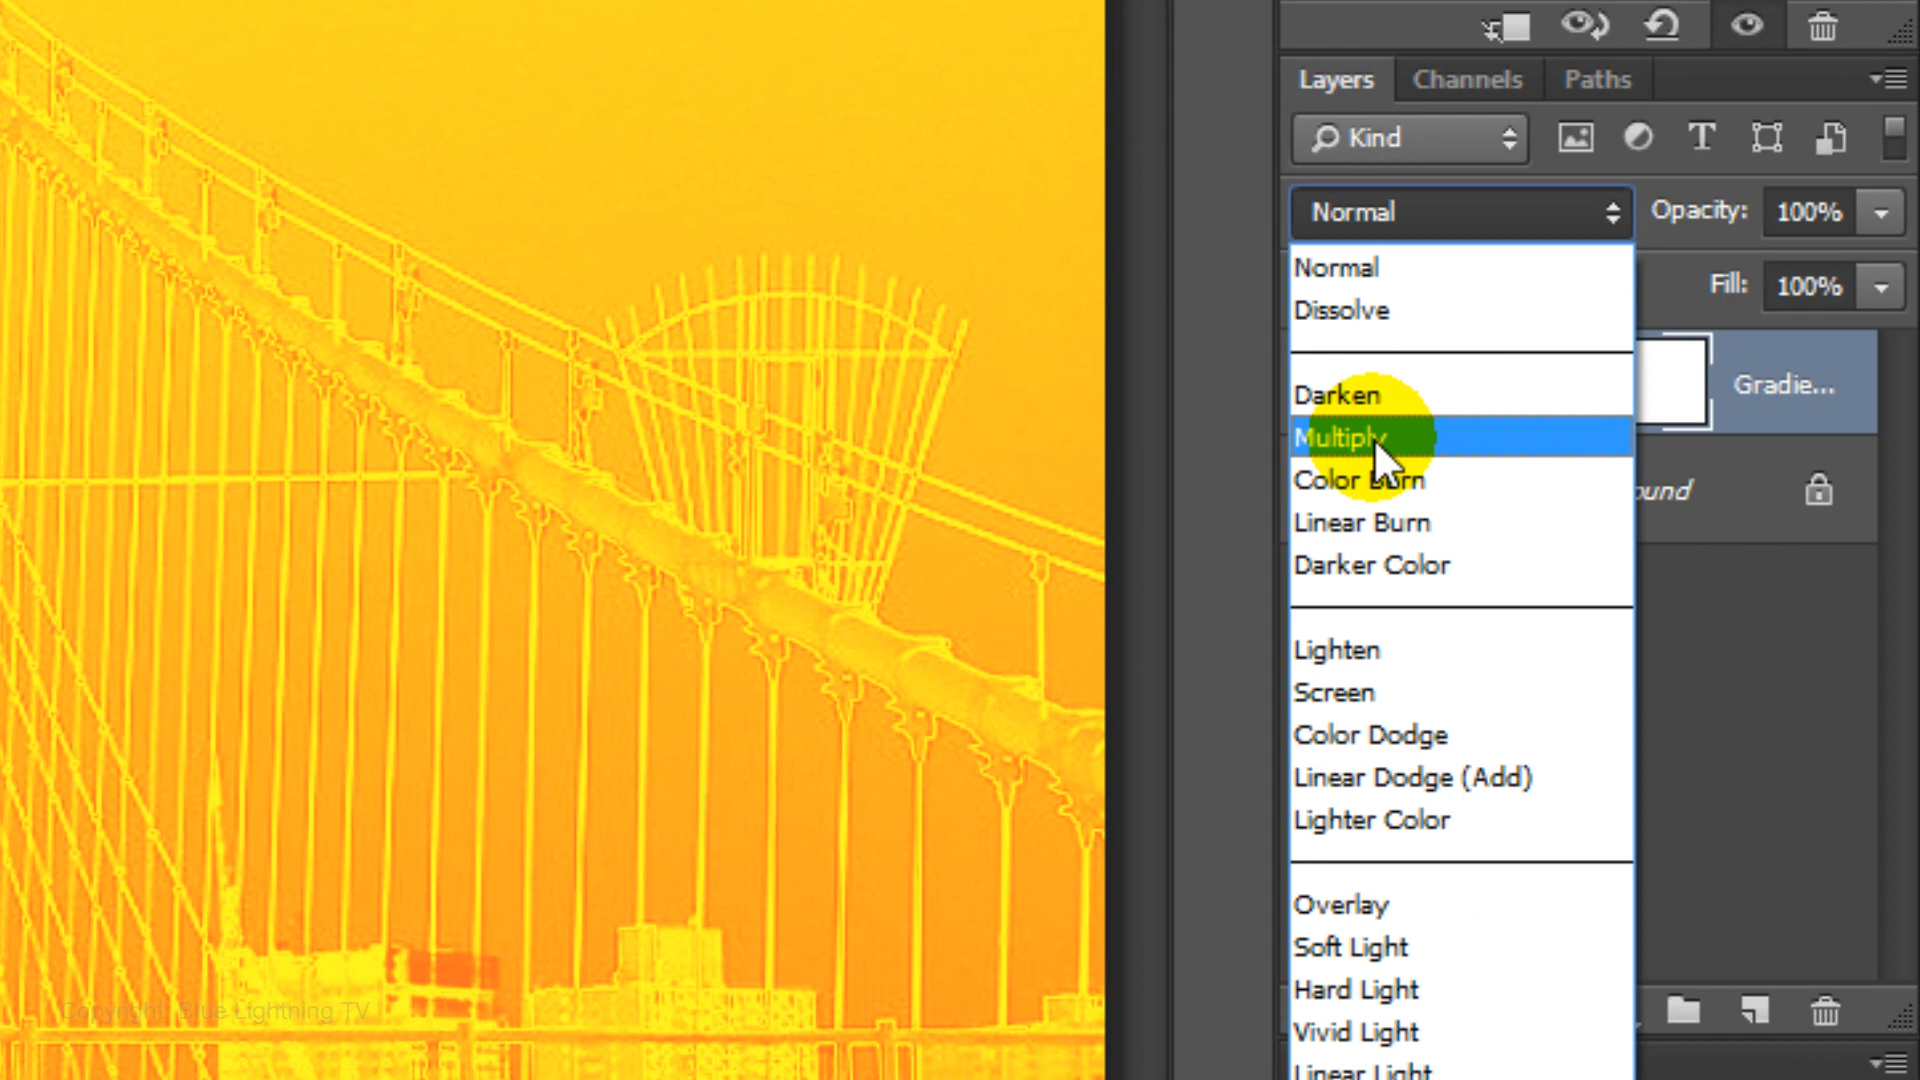 Layers Channels Paths
Kind
Normal Opacity: 100%
Fill: 100%
Normal
Dissolve
Darken
Multiply
Color Burn
Linear Burn
Darker Color
Lighten
Screen
Color Dodge
Linear Dodge (Add)
Lighter Color
Overlay
Soft Light
Hard Light
Vivid Light
Linear Light
Gradie...
ound
Copyright: Blue Lightning TV